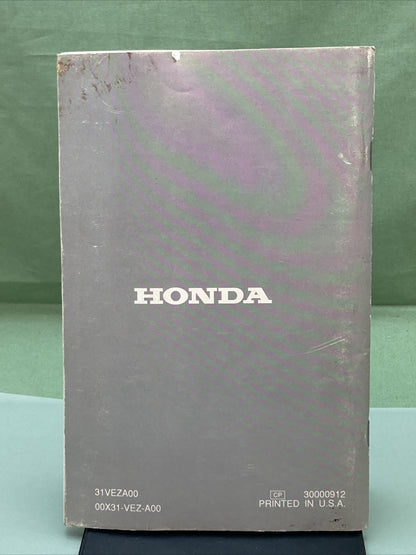 HONDA
31VEZA00
00X31-VEZ-A00
CP 30000912
PRINTED IN U.S.A.